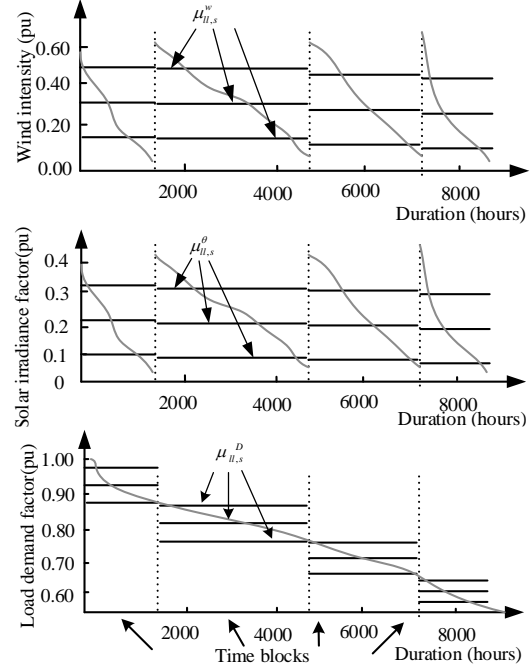 μ^w_{ll,s}
Wind intensity (pu)
0.60
0.40
0.20
0.00
2000 4000 6000 8000
Duration (hours)
μ^θ_{ll,s}
Solar irradiance factor(pu)
0.4
0.3
0.2
0.1
0
2000 4000 6000 8000
Duration (hours)
μ^D_{ll,s}
Load demand factor(pu)
1.00
0.90
0.80
0.70
0.60
2000 4000 6000 8000
Time blocks
Duration (hours)